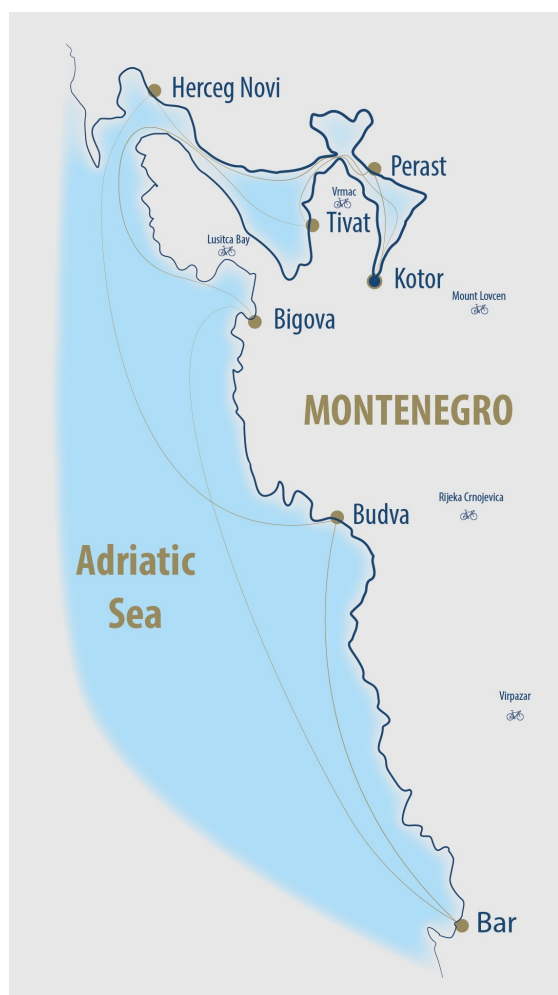 Herceg Novi
Perast
Vrmac
Tivat
Lusitca Bay
Kotor
Mount Lovcen
Bigova
MONTENEGRO
Rijeka Crnojevica
Budva
Adriatic
Sea
Virpazar
Bar